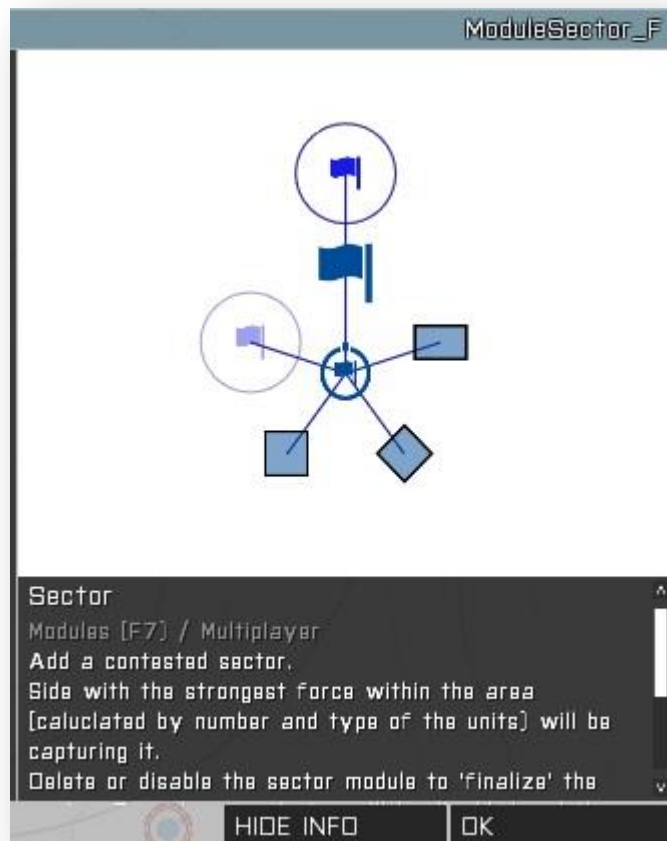 ModuleSector_F
Sector
Modules (F7) / Multiplayer
Add a contested sector.
Side with the strongest force within the area
(caluclated by number and type of the units) will be
capturing it.
Delete or disable the sector module to 'finalize' the
HIDE INFO
OK